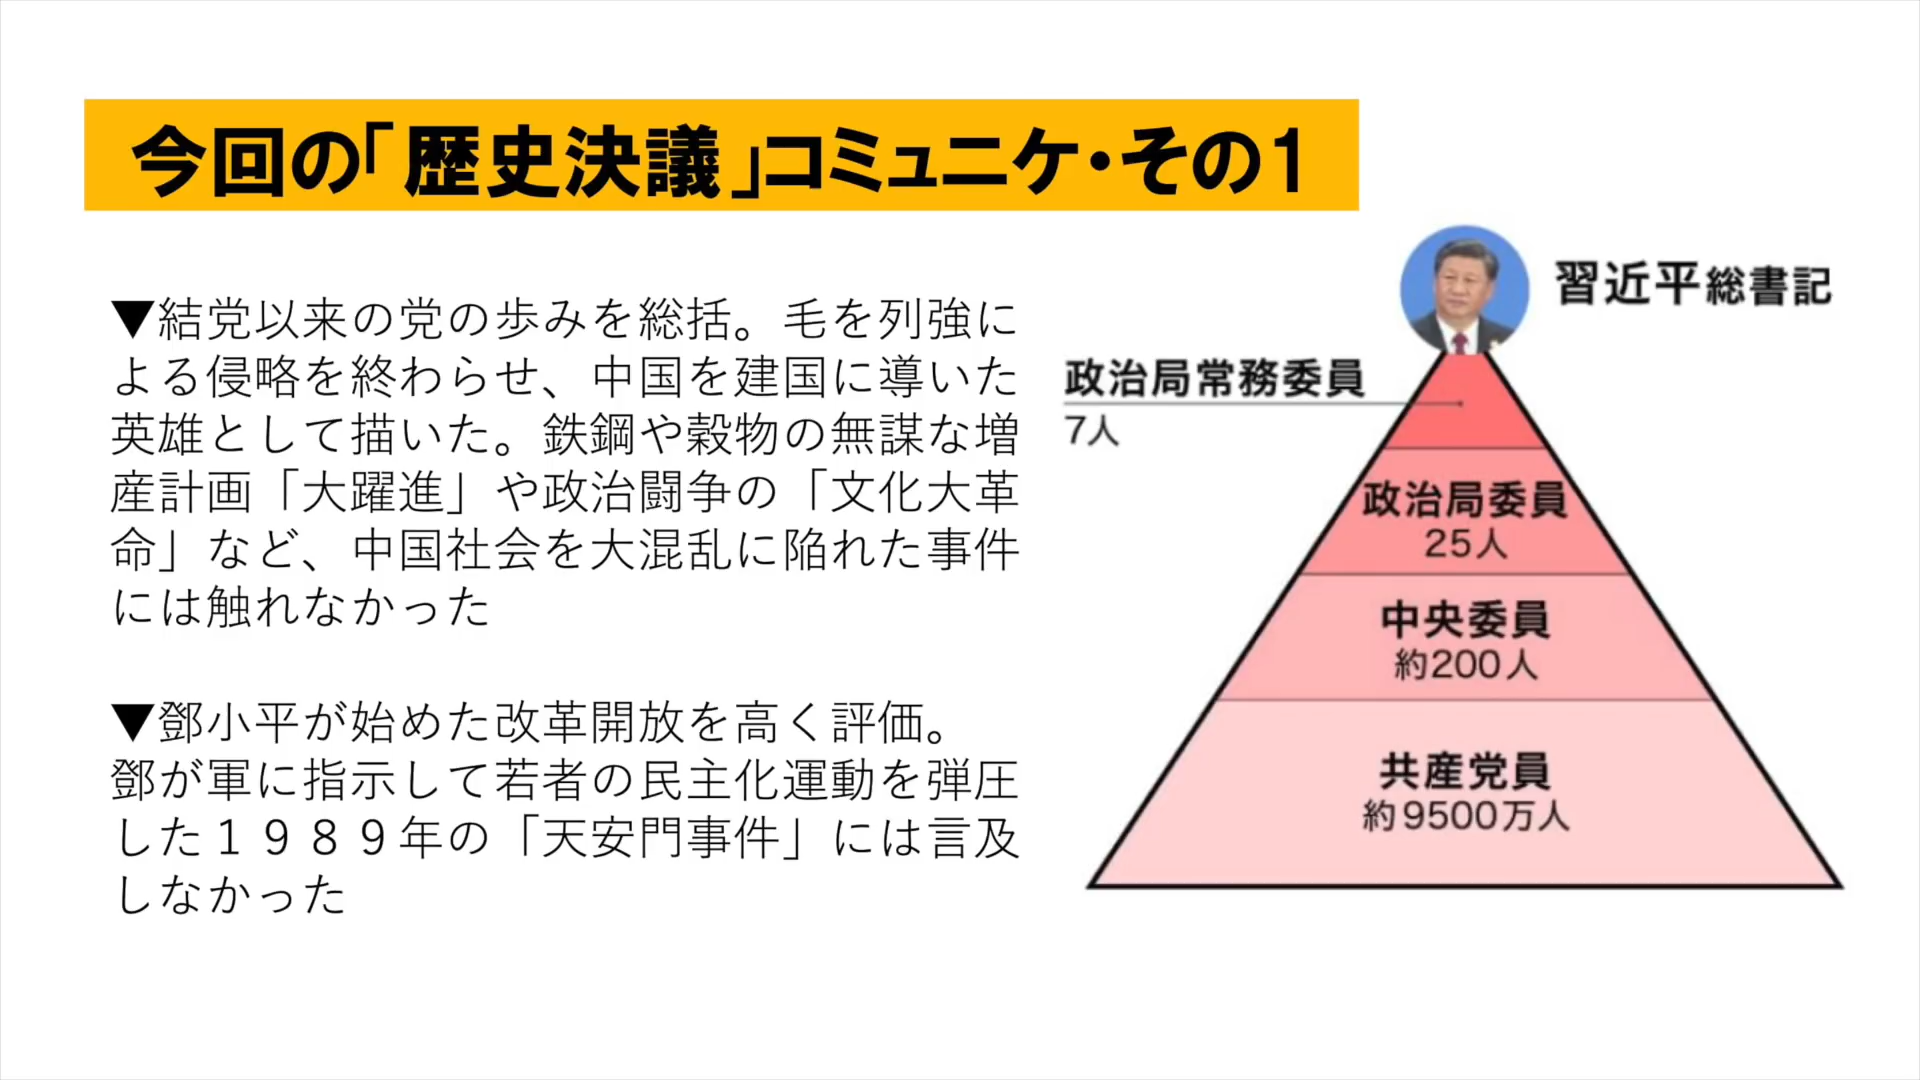 今回の「歴史決議」コミュニケ・その1
▼結党以来の党の歩みを総括。毛を列強に
よる侵略を終わらせ、中国を建国に導いた
英雄として描いた。鉄鋼や穀物の無謀な増
産計画「大躍進」や政治闘争の「文化大革
命」など、中国社会を大混乱に陥れた事件
には触れなかった
▼鄧小平が始めた改革開放を高く評価。
鄧が軍に指示して若者の民主化運動を弾圧
した１９８９年の「天安門事件」には言及
しなかった
習近平総書記
政治局常務委員
7人
政治局委員
25人
中央委員
約200人
共産党員
約9500万人